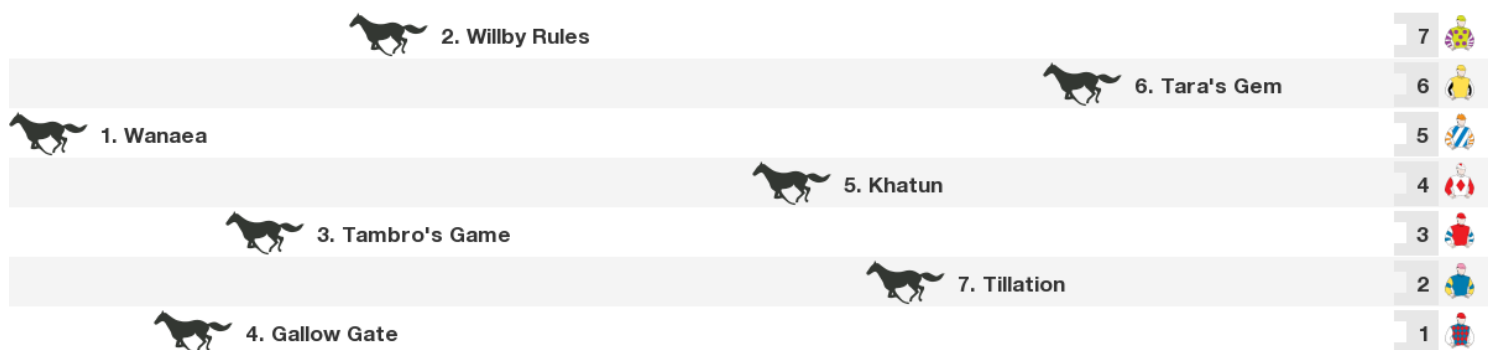 2. Willby Rules 7
6. Tara's Gem 6
1. Wanaea 5
5. Khatun 4
3. Tambro's Game 3
7. Tillation 2
4. Gallow Gate 1